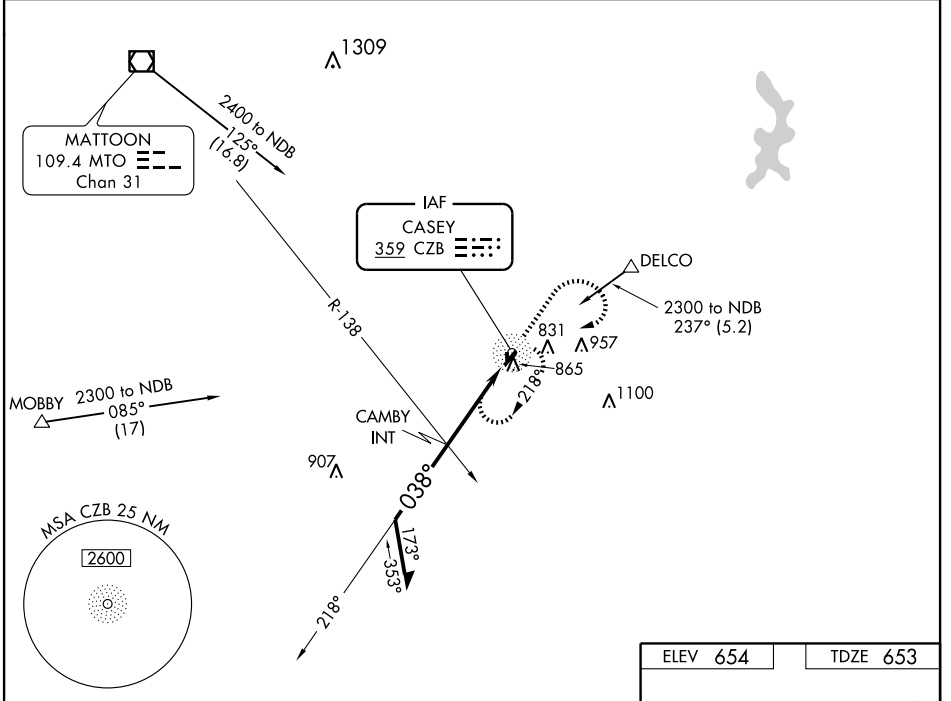 1309
MATTOON
109.4 MTO
Chan 31
2400 to NDB
125°
(16.8)
IAF
CASEY
359 CZB
DELCO
2300 to NDB
237° (5.2)
R-138
831
957
865
218°
1100
MOBBY
2300 to NDB
085°
(17)
CAMBY
INT
907
038°
MSA CZB 25 NM
2600
173°
353°
218°
ELEV 654
TDZE 653